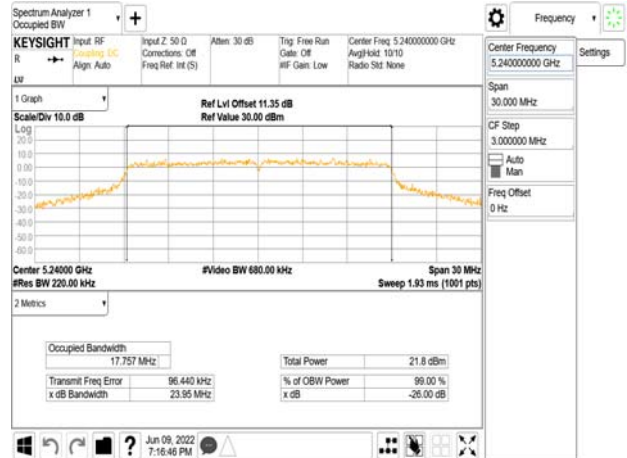 Spectrum Analyzer 1
Occupied BW
Frequency
KEYSIGHT
R
Input: RF
Coupling: DC
Align: Auto
Input Z: 50 Ω
Corrections: Off
Freq Ref: Int (S)
Atten: 30 dB
Trig: Free Run
Gate: Off
#IF Gain: Low
Center Freq: 5.240000000 GHz
Avg|Hold: 10/10
Radio Std: None
Center Frequency
5.240000000 GHz
Settings
Span
30.000 MHz
CF Step
3.000000 MHz
Auto
Man
Freq Offset
0 Hz
1 Graph
Scale/Div 10.0 dB
Ref Lvl Offset 11.35 dB
Ref Value 30.00 dBm
Log
20.0
10.0
0.00
-10.0
-20.0
-30.0
-40.0
-50.0
-60.0
Center 5.24000 GHz
#Res BW 220.00 kHz
#Video BW 680.00 kHz
Span 30 MHz
Sweep 1.93 ms (1001 pts)
2 Metrics
Occupied Bandwidth
17.757 MHz
Total Power 21.8 dBm
Transmit Freq Error 96.440 kHz
% of OBW Power 99.00 %
x dB Bandwidth 23.95 MHz
x dB -26.00 dB
?
Jun 09, 2022
7:16:46 PM